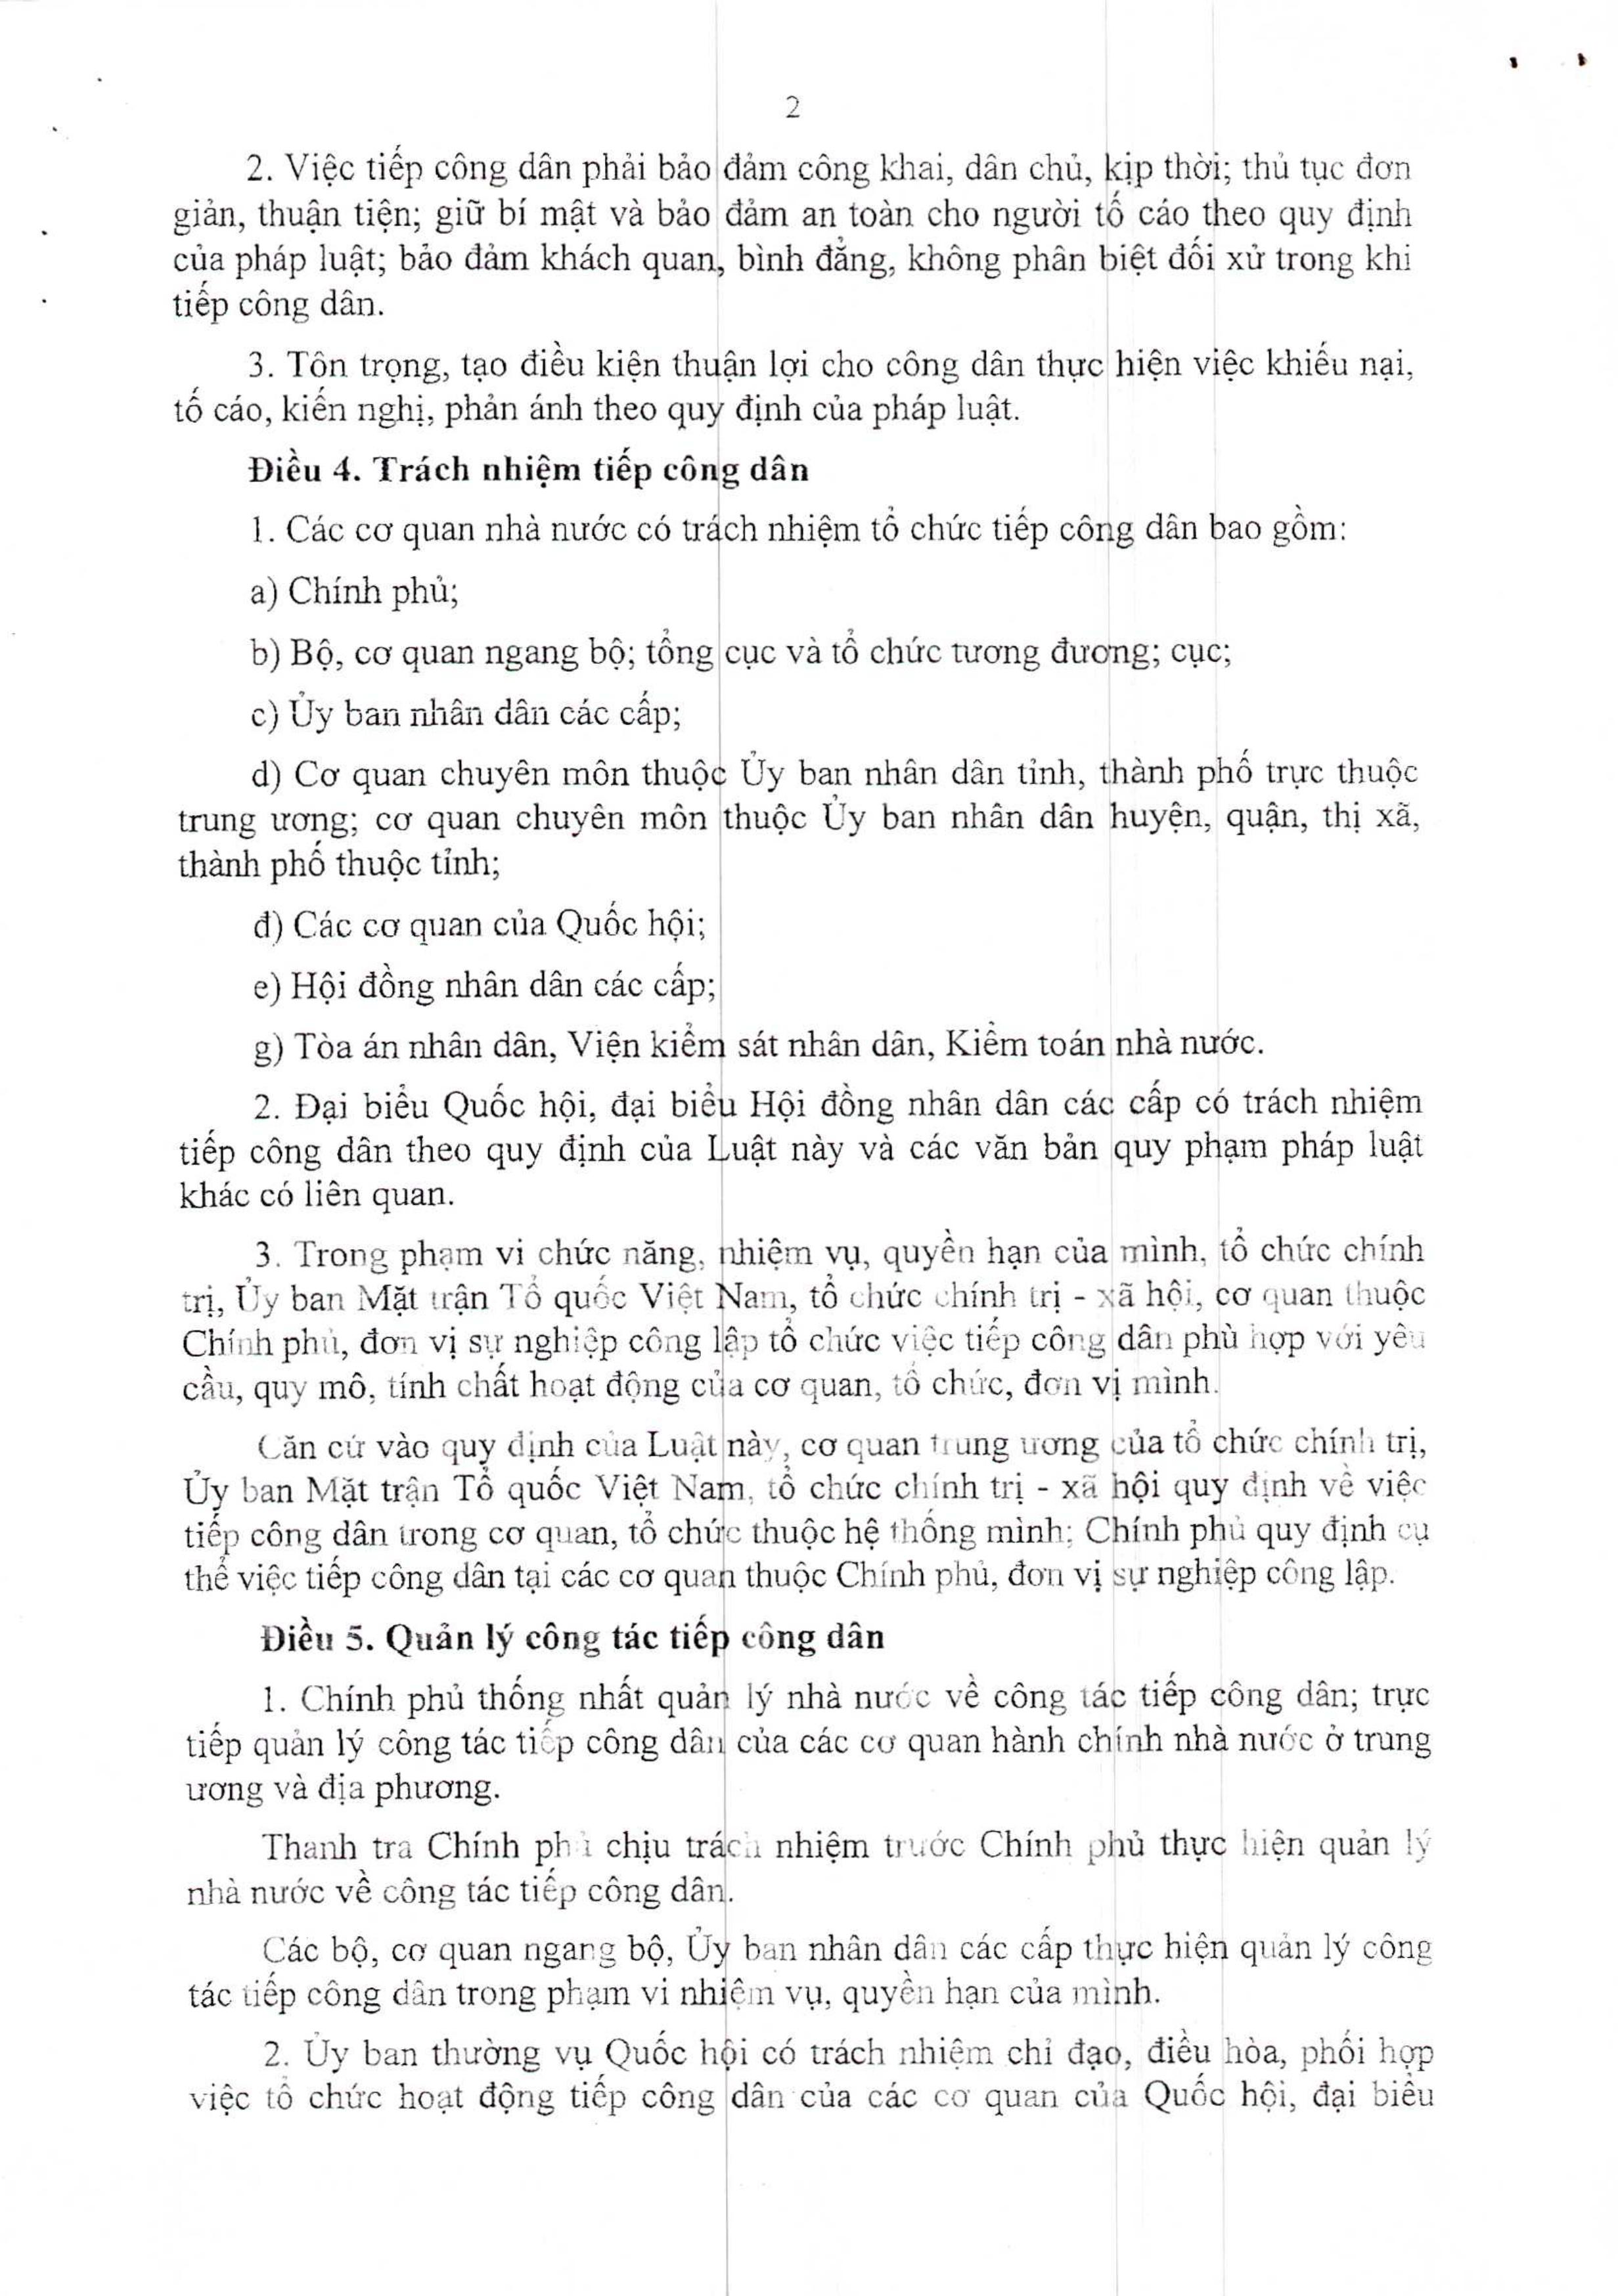 2
2. Việc tiếp công dân phải bảo đảm công khai, dân chủ, kịp thời; thủ tục đơn
giản, thuận tiện; giữ bí mật và bảo đảm an toàn cho người tố cáo theo quy định
của pháp luật; bảo đảm khách quan, bình đẳng, không phân biệt đối xử trong khi
tiếp công dân.
3. Tôn trọng, tạo điều kiện thuận lợi cho công dân thực hiện việc khiếu nại,
tố cáo, kiến nghị, phản ánh theo quy định của pháp luật.
Điều 4. Trách nhiệm tiếp công dân
1. Các cơ quan nhà nước có trách nhiệm tổ chức tiếp công dân bao gồm:
a) Chính phủ;
b) Bộ, cơ quan ngang bộ; tổng cục và tổ chức tương đương; cục;
c) Ủy ban nhân dân các cấp;
d) Cơ quan chuyên môn thuộc Ủy ban nhân dân tỉnh, thành phố trực thuộc
trung ương; cơ quan chuyên môn thuộc Ủy ban nhân dân huyện, quận, thị xã,
thành phố thuộc tỉnh;
đ) Các cơ quan của Quốc hội;
e) Hội đồng nhân dân các cấp;
g) Tòa án nhân dân, Viện kiểm sát nhân dân, Kiểm toán nhà nước.
2. Đại biểu Quốc hội, đại biểu Hội đồng nhân dân các cấp có trách nhiệm
tiếp công dân theo quy định của Luật này và các văn bản quy phạm pháp luật
khác có liên quan.
3. Trong phạm vi chức năng, nhiệm vụ, quyền hạn của mình, tổ chức chính
trị, Ủy ban Mặt trận Tổ quốc Việt Nam, tổ chức chính trị - xã hội, cơ quan thuộc
Chính phủ, đơn vị sự nghiệp công lập tổ chức việc tiếp công dân phù hợp với yêu
cầu, quy mô, tính chất hoạt động của cơ quan, tổ chức, đơn vị mình.
Căn cứ vào quy định của Luật này, cơ quan trung ương của tổ chức chính trị,
Ủy ban Mặt trận Tổ quốc Việt Nam, tổ chức chính trị - xã hội quy định về việc
tiếp công dân trong cơ quan, tổ chức thuộc hệ thống mình; Chính phủ quy định cụ
thể việc tiếp công dân tại các cơ quan thuộc Chính phủ, đơn vị sự nghiệp công lập.
Điều 5. Quản lý công tác tiếp công dân
1. Chính phủ thống nhất quản lý nhà nước về công tác tiếp công dân; trực
tiếp quản lý công tác tiếp công dân của các cơ quan hành chính nhà nước ở trung
ương và địa phương.
Thanh tra Chính phủ chịu trách nhiệm trước Chính phủ thực hiện quản lý
nhà nước về công tác tiếp công dân.
Các bộ, cơ quan ngang bộ, Ủy ban nhân dân các cấp thực hiện quản lý công
tác tiếp công dân trong phạm vi nhiệm vụ, quyền hạn của mình.
2. Ủy ban thường vụ Quốc hội có trách nhiệm chỉ đạo, điều hòa, phối hợp
việc tổ chức hoạt động tiếp công dân của các cơ quan của Quốc hội, đại biểu